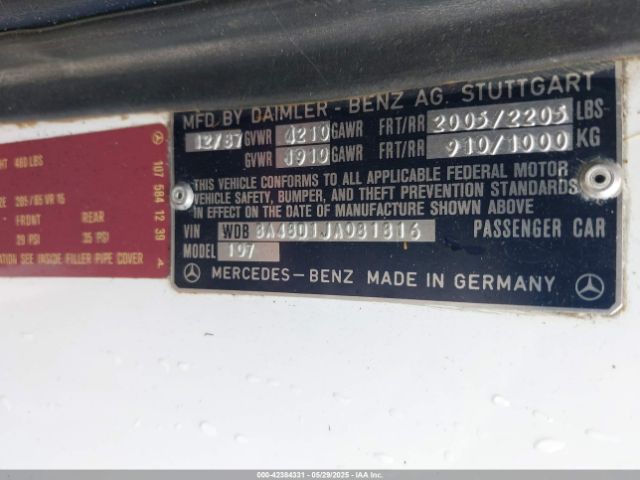 HT 460 LBS
ZE 205/65 VR 15
FRONT REAR
29 PSI 35 PSI
ATION SEE INSIDE FILLER PIPE COVER
107 584 12 39 A
MFD BY DAIMLER-BENZ AG. STUTTGART
12/87 GVWR 4210 GAWR FRT/RR 2005/2205 LBS
GVWR 1910 GAWR FRT/RR 910/1000 KG
THIS VEHICLE CONFORMS TO ALL APPLICABLE FEDERAL MOTOR
VEHICLE SAFETY, BUMPER, AND THEFT PREVENTION STANDARDS
IN EFFECT ON THE DATE OF MANUFACTURE SHOWN ABOVE
VIN WDBBA48D1JA081816 PASSENGER CAR
MODEL 107
MERCEDES-BENZ MADE IN GERMANY
000-42384331 - 05/29/2025 - COPYRIGHT IAA, LLC.